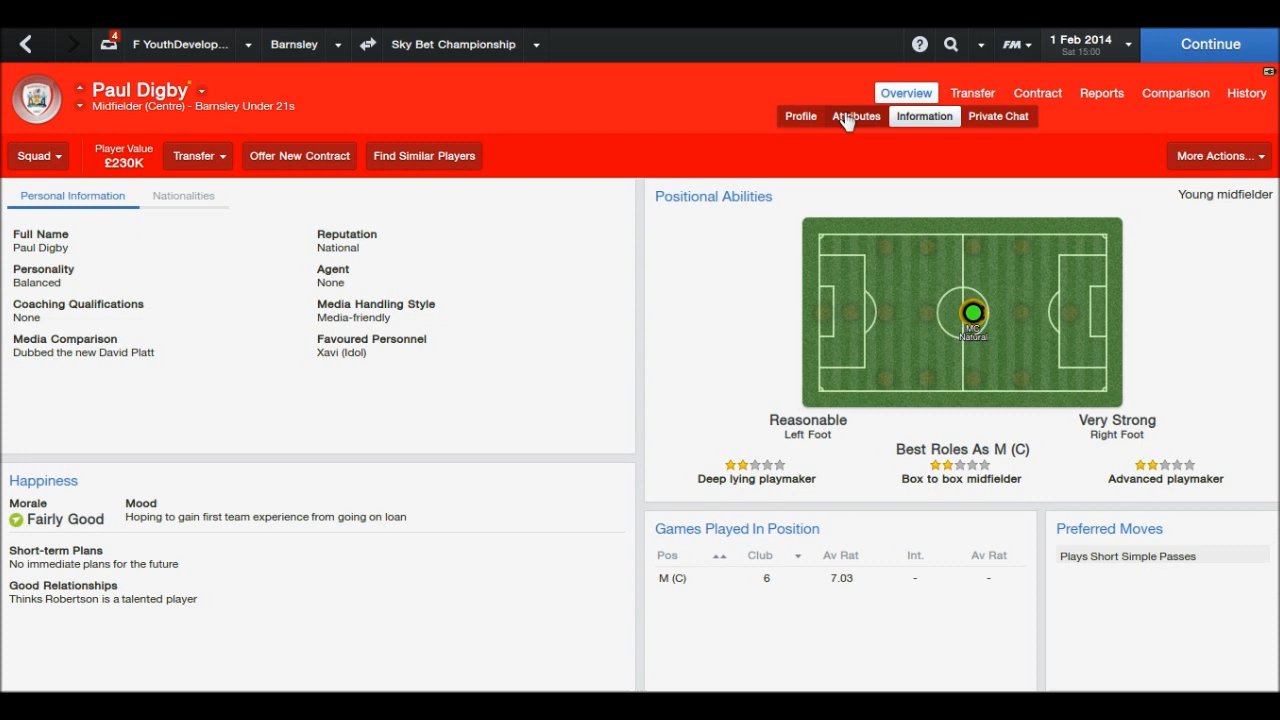 4
F YouthDevelop...
Barnsley
Sky Bet Championship
?
FM
1 Feb 2014
Sat 15:00
Continue
Paul Digby
Midfielder (Centre) - Barnsley Under 21s
Overview
Transfer
Contract
Reports
Comparison
History
Profile
Attributes
Information
Private Chat
Squad
Player Value
£230K
Transfer
Offer New Contract
Find Similar Players
More Actions...
Personal Information
Nationalities
Full Name
Paul Digby
Reputation
National
Personality
Balanced
Agent
None
Coaching Qualifications
None
Media Handling Style
Media-friendly
Media Comparison
Dubbed the new David Platt
Favoured Personnel
Xavi (Idol)
Positional Abilities
Young midfielder
MC
Natural
Reasonable
Left Foot
Very Strong
Right Foot
Best Roles As M (C)
Deep lying playmaker
Box to box midfielder
Advanced playmaker
Happiness
Morale
Fairly Good
Mood
Hoping to gain first team experience from going on loan
Short-term Plans
No immediate plans for the future
Good Relationships
Thinks Robertson is a talented player
Games Played In Position
Pos Club Av Rat Int. Av Rat
M (C) 6 7.03 - -
Preferred Moves
Plays Short Simple Passes